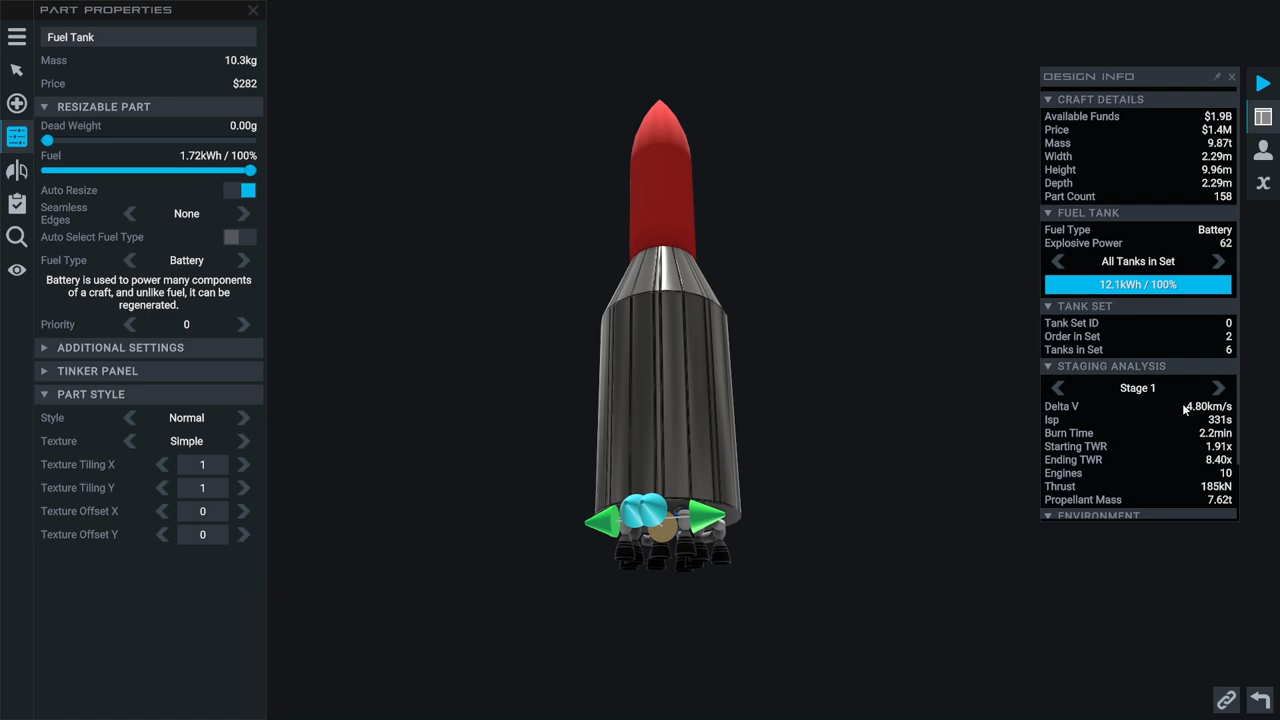 PART PROPERTIES
Fuel Tank
Mass 10.3kg
Price $282
RESIZABLE PART
Dead Weight 0.00g
Fuel 1.72kWh / 100%
Auto Resize
Seamless
Edges
None
Auto Select Fuel Type
Fuel Type Battery
Battery is used to power many components
of a craft, and unlike fuel, it can be
regenerated.
Priority 0
ADDITIONAL SETTINGS
TINKER PANEL
PART STYLE
Style Normal
Texture Simple
Texture Tiling X 1
Texture Tiling Y 1
Texture Offset X 0
Texture Offset Y 0
DESIGN INFO
CRAFT DETAILS
Available Funds $1.9B
Price $1.4M
Mass 9.87t
Width 2.29m
Height 9.96m
Depth 2.29m
Part Count 158
FUEL TANK
Fuel Type Battery
Explosive Power 62
All Tanks in Set
12.1kWh / 100%
TANK SET
Tank Set ID 0
Order in Set 2
Tanks in Set 6
STAGING ANALYSIS
Stage 1
Delta V 4.80km/s
Isp 331s
Burn Time 2.2min
Starting TWR 1.91x
Ending TWR 8.40x
Engines 10
Thrust 185kN
Propellant Mass 7.62t
ENVIRONMENT